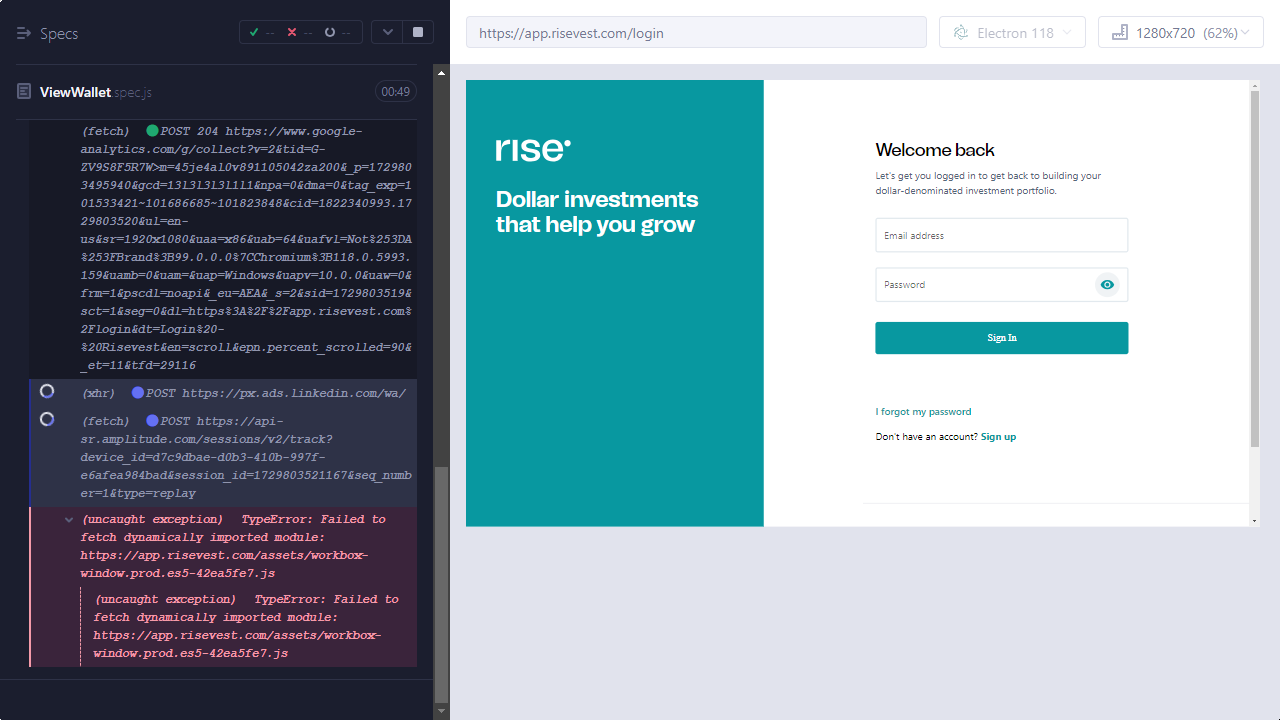 Specs
--
--
--
ViewWallet.spec.js
00:49
(fetch) POST 204 https://www.google-
analytics.com/g/collect?v=2&tid=G-
ZV9S8F5R7W>m=45je4al0v891105042za200&_p=172980
3495940&gcd=13l3l3l3l1l1&npa=0&dma=0&tag_exp=1
01533421~101686685~101823848&cid=1822340993.1
729803520&ul=en-
us&sr=1920x1080&uaa=x86&uab=64&uafvl=Not%253DA
%253FBrand%3B99.0.0.0%7CChromium%3B118.0.5993.
159&uamb=0&uam=&uap=Windows&uapv=10.0.0&uaw=0&
frm=1&pscdl=noapi&_eu=AEA&_s=2&sid=1729803519&
sct=1&seg=0&dl=https%3A%2F%2Fapp.risevest.com%
2Flogin&dt=Login%20-
%20Risevest&en=scroll&epn.percent_scrolled=90&
_et=11&tfd=29116
(xhr) POST https://px.ads.linkedin.com/wa/
(fetch) POST https://api-
sr.amplitude.com/sessions/v2/track?
device_id=d7c9dbae-d0b3-410b-997f-
e6afea984bad&session_id=1729803521167&seq_numb
er=1&type=replay
(uncaught exception) TypeError: Failed to
fetch dynamically imported module:
https://app.risevest.com/assets/workbox-
window.prod.es5-42ea5fe7.js
(uncaught exception) TypeError: Failed to
fetch dynamically imported module:
https://app.risevest.com/assets/workbox-
window.prod.es5-42ea5fe7.js
https://app.risevest.com/login
Electron 118
1280x720 (62%)
rise
Dollar investments
that help you grow
Welcome back
Let's get you logged in to get back to building your
dollar-denominated investment portfolio.
Email address
Password
Sign In
I forgot my password
Don't have an account? Sign up